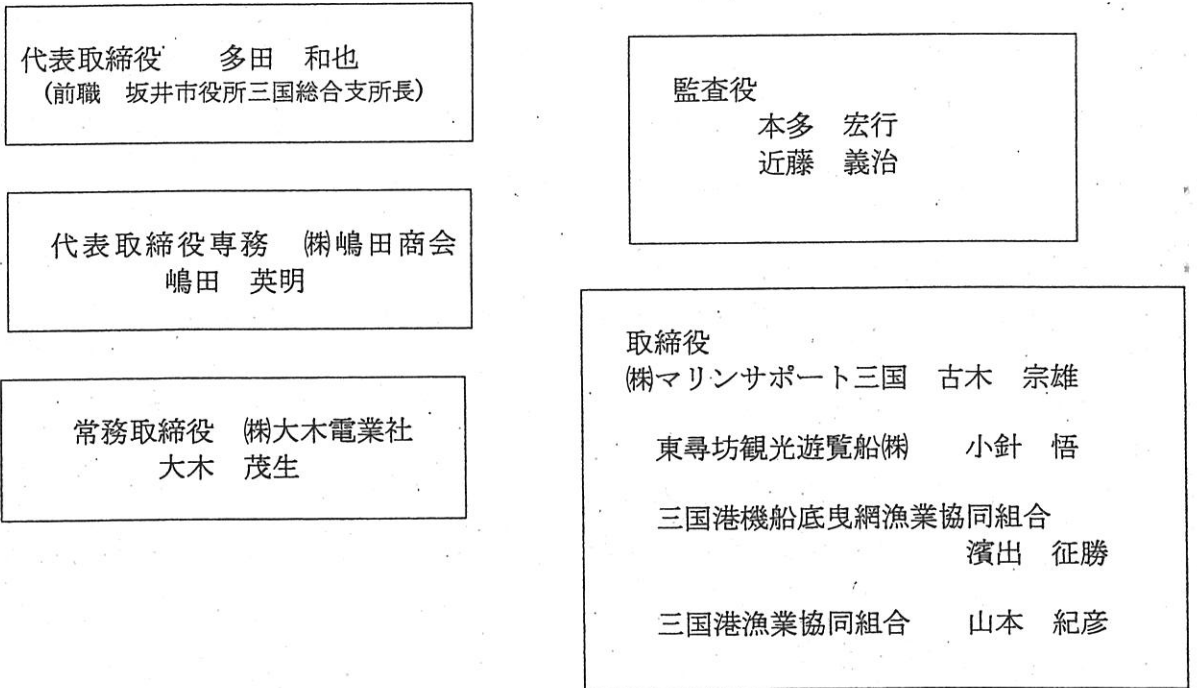 代表取締役　　多田　和也
(前職　坂井市役所三国総合支所長)
代表取締役専務　㈱嶋田商会
嶋田　英明
常務取締役　㈱大木電業社
大木　茂生
監査役
本多　宏行
近藤　義治
取締役
㈱マリンサポート三国　古木　宗雄
東尋坊観光遊覧船㈱　　小針　悟
三国港機船底曳網漁業協同組合
濱出　征勝
三国港漁業協同組合　　山本　紀彦